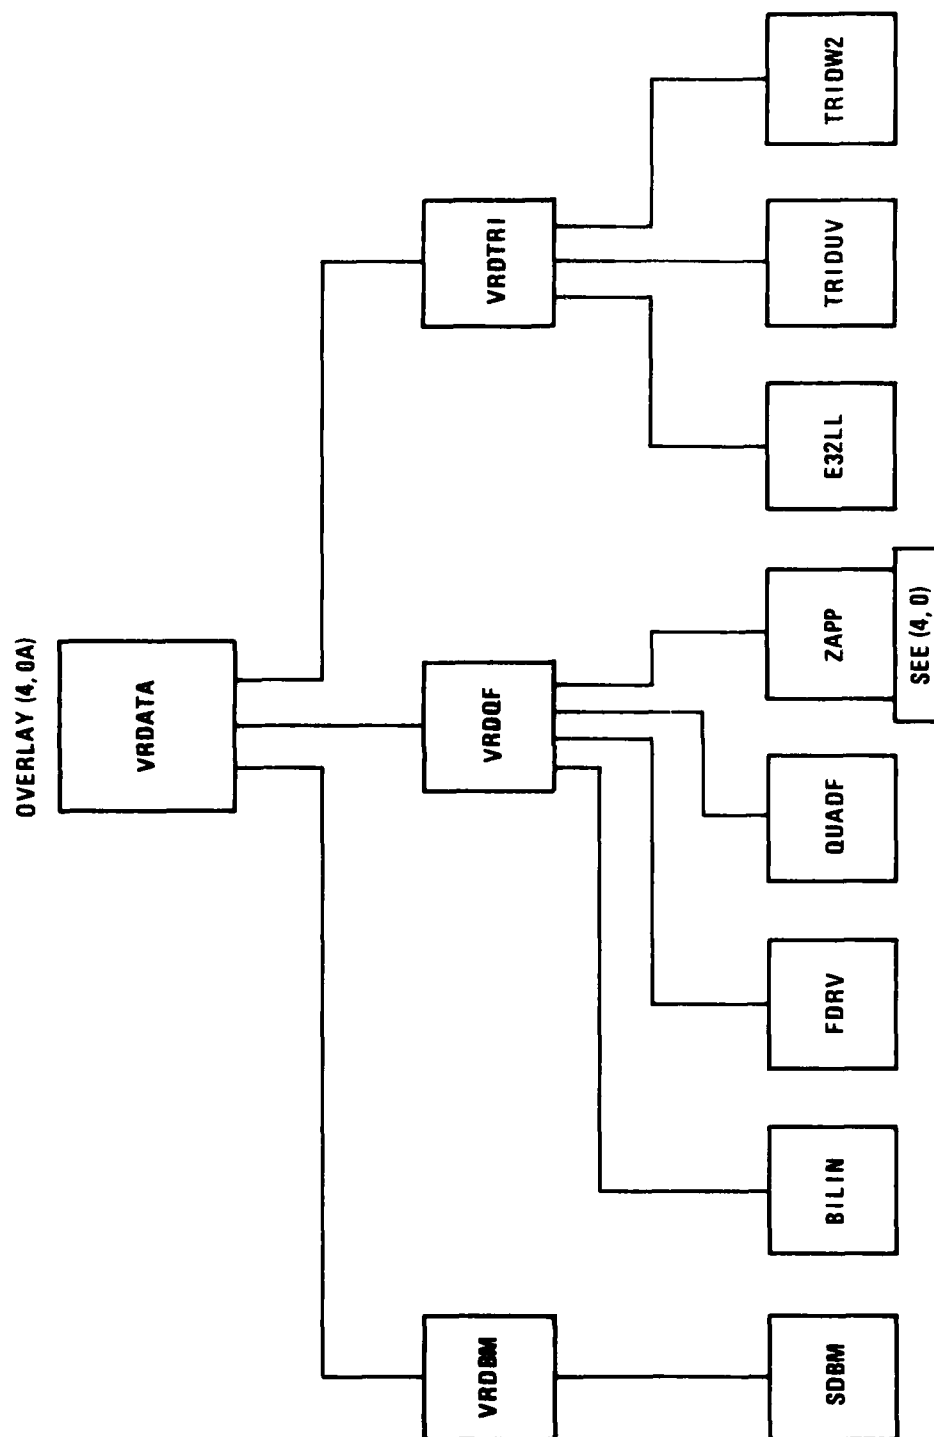 OVERLAY (4, 0A)
VRDATA
VRDBM
VRDQF
VRDTRI
SDBM
BILIN
FDRV
QUADF
ZAPP
E32LL
TRIDUV
TRIDW2
SEE (4, 0)